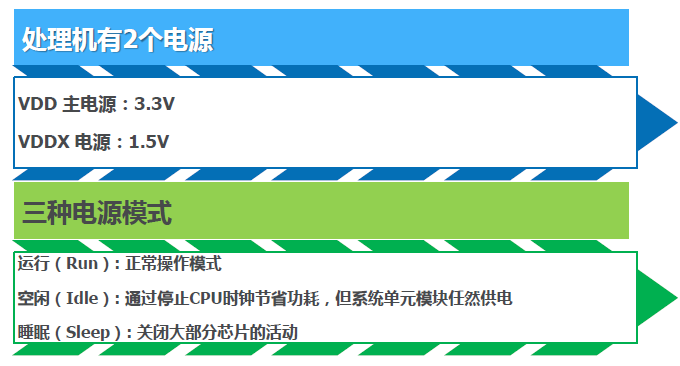 处理机有2个电源
VDD 主电源：3.3V
VDDX 电源：1.5V
三种电源模式
运行（Run）: 正常操作模式
空闲（Idle）: 通过停止CPU时钟节省功耗，但系统单元模块任然供电
睡眠（Sleep）: 关闭大部分芯片的活动